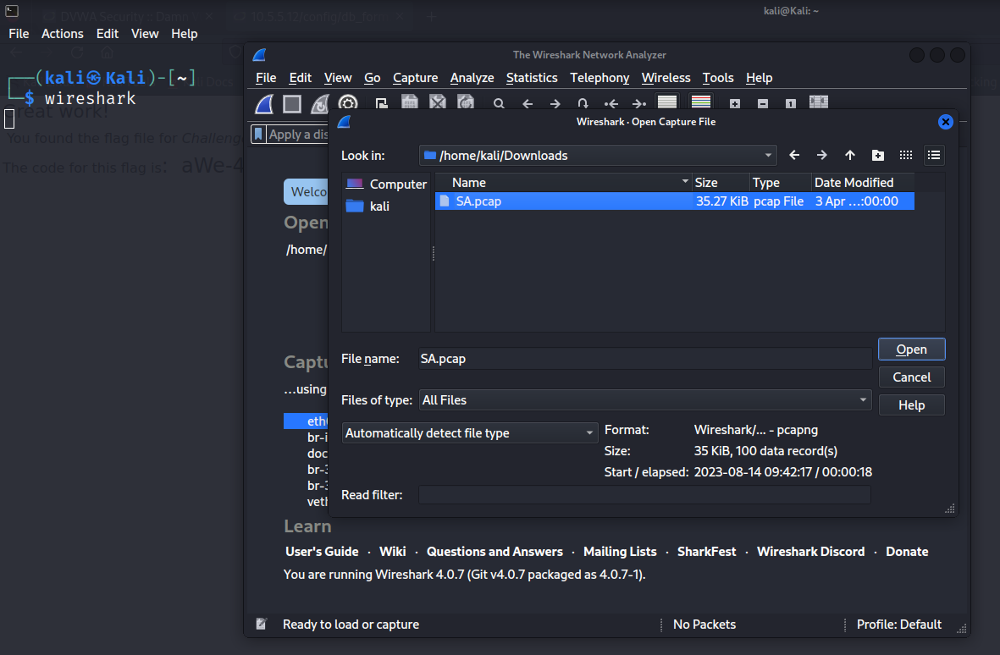 DVWA Security :: Damn V
10.5.5.12/config/db_for
kali@Kali: ~
File Actions Edit View Help
┌──(kali㉿Kali)-[~]
└─$ wireshark
Great work!
You found the flag file for Challeng
The code for this flag is: aWe-4
The Wireshark Network Analyzer
File Edit View Go Capture Analyze Statistics Telephony Wireless Tools Help
Apply a dis
Welco
Open
/home/
Captu
...using
eth
br-i
doc
br-3
br-3
veth
Wireshark · Open Capture File
Look in: /home/kali/Downloads
Computer
kali
Name Size Type Date Modified
SA.pcap 35.27 KiB pcap File 3 Apr ...:00:00
File name: SA.pcap
Open
Cancel
Files of type: All Files
Help
Automatically detect file type
Format: Wireshark/... - pcapng
Size: 35 KiB, 100 data record(s)
Start / elapsed: 2023-08-14 09:42:17 / 00:00:18
Read filter:
Learn
User's Guide · Wiki · Questions and Answers · Mailing Lists · SharkFest · Wireshark Discord · Donate
You are running Wireshark 4.0.7 (Git v4.0.7 packaged as 4.0.7-1).
Ready to load or capture
No Packets
Profile: Default